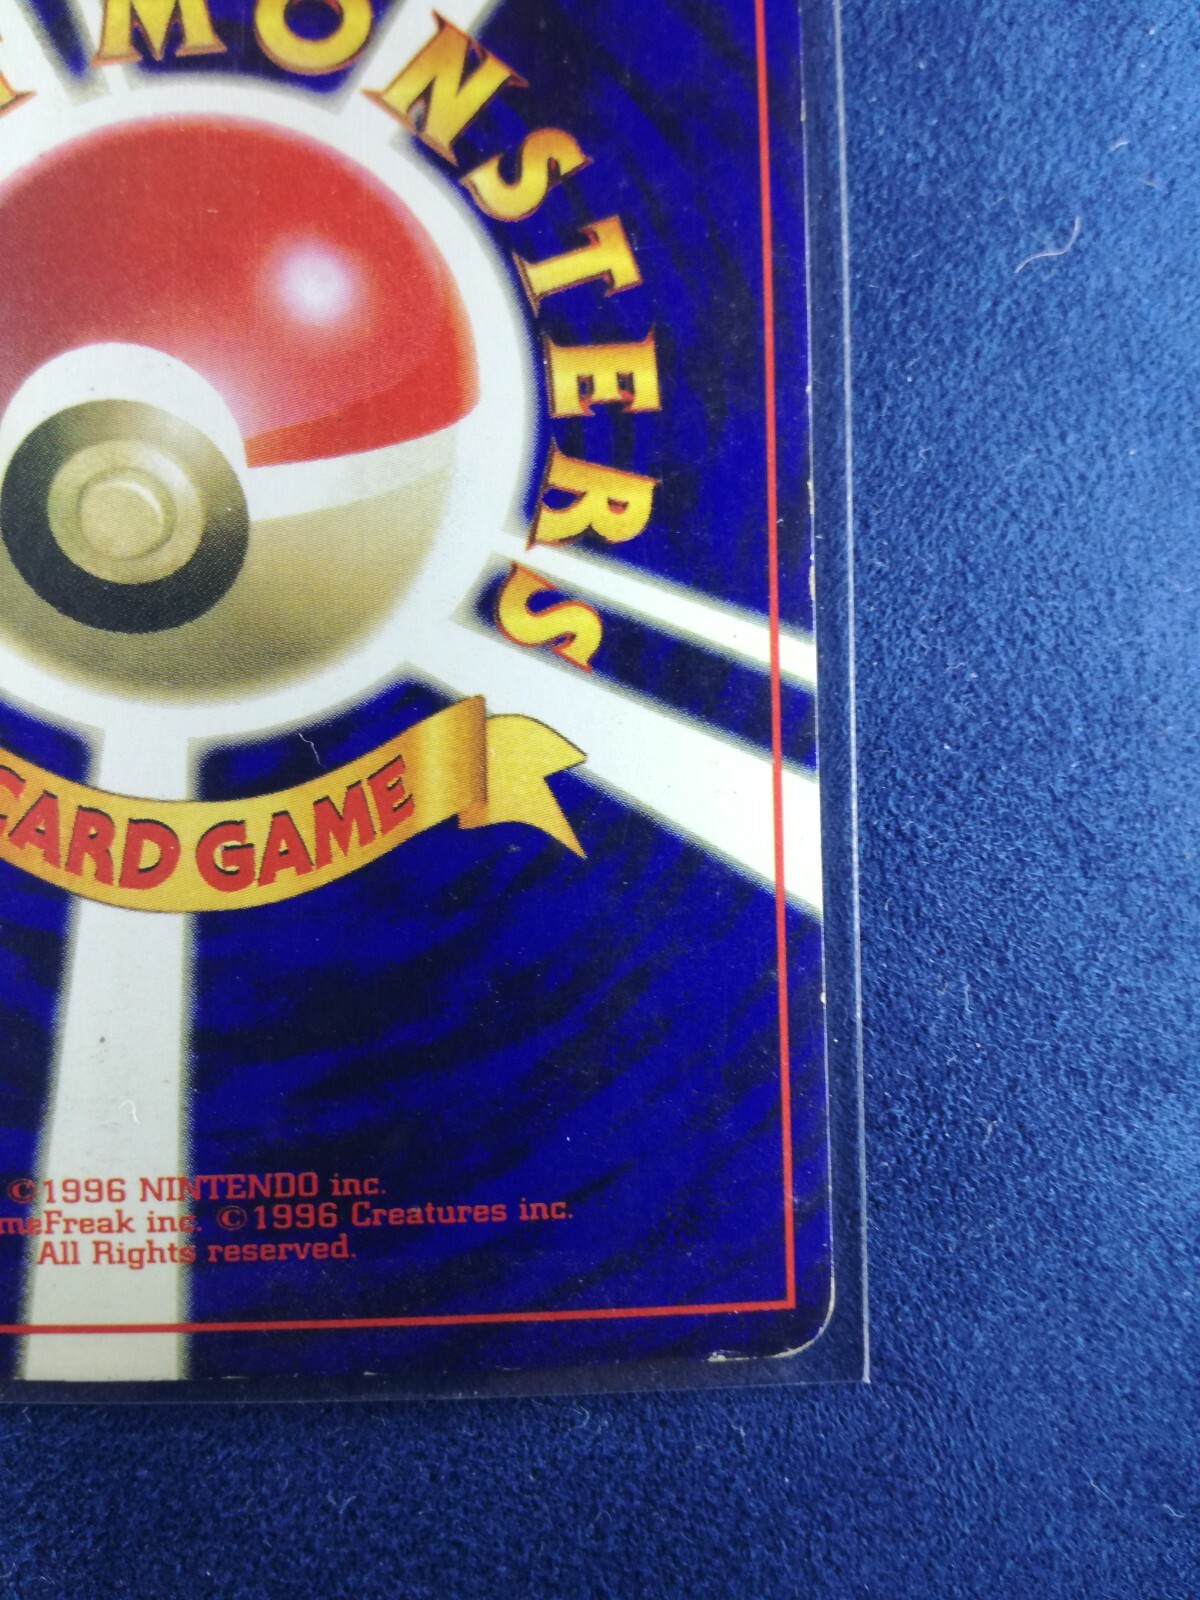 MONSTERS
CARD GAME
©1996 NINTENDO inc.
meFreak inc. ©1996 Creatures inc.
All Rights reserved.